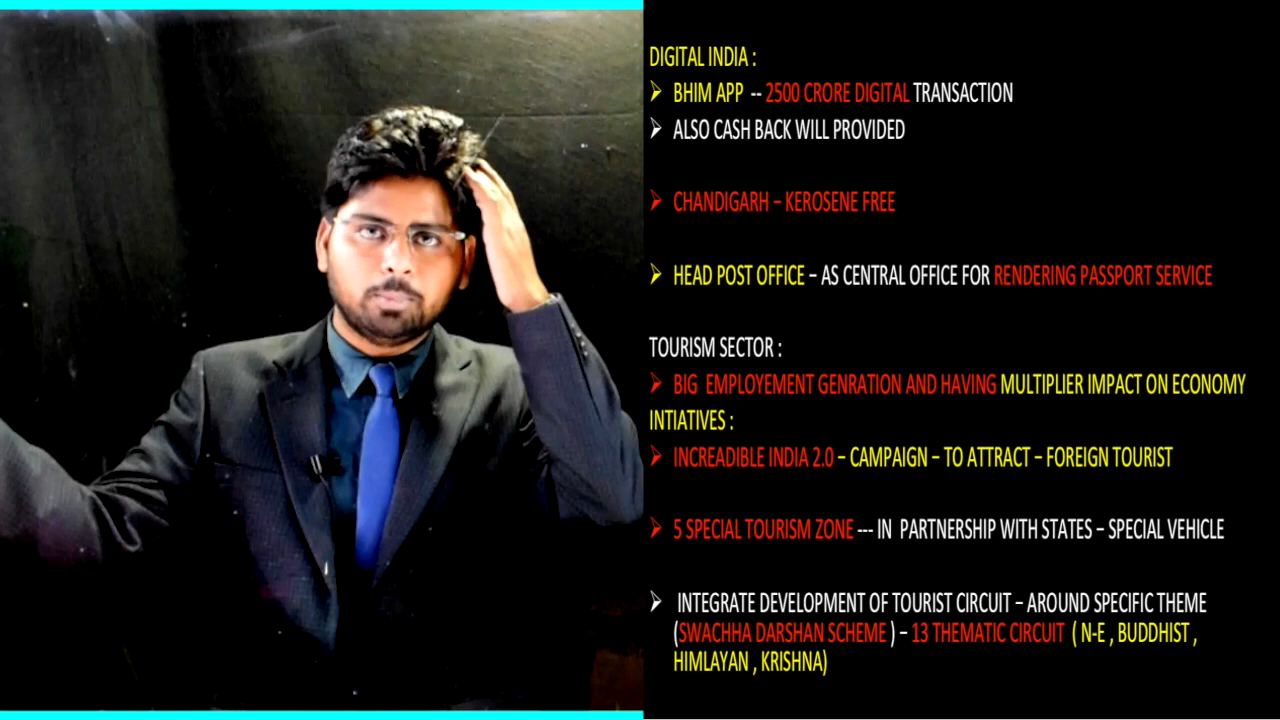 DIGITAL INDIA :
➢ BHIM APP -- 2500 CRORE DIGITAL TRANSACTION
➢ ALSO CASH BACK WILL PROVIDED
➢ CHANDIGARH – KEROSENE FREE
➢ HEAD POST OFFICE – AS CENTRAL OFFICE FOR RENDERING PASSPORT SERVICE
TOURISM SECTOR :
➢ BIG EMPLOYEMENT GENRATION AND HAVING MULTIPLIER IMPACT ON ECONOMY
INTIATIVES :
➢ INCREADIBLE INDIA 2.0 – CAMPAIGN – TO ATTRACT – FOREIGN TOURIST
➢ 5 SPECIAL TOURISM ZONE --- IN PARTNERSHIP WITH STATES – SPECIAL VEHICLE
➢ INTEGRATE DEVELOPMENT OF TOURIST CIRCUIT – AROUND SPECIFIC THEME
(SWACHHA DARSHAN SCHEME ) – 13 THEMATIC CIRCUIT ( N-E , BUDDHIST ,
HIMLAYAN , KRISHNA)